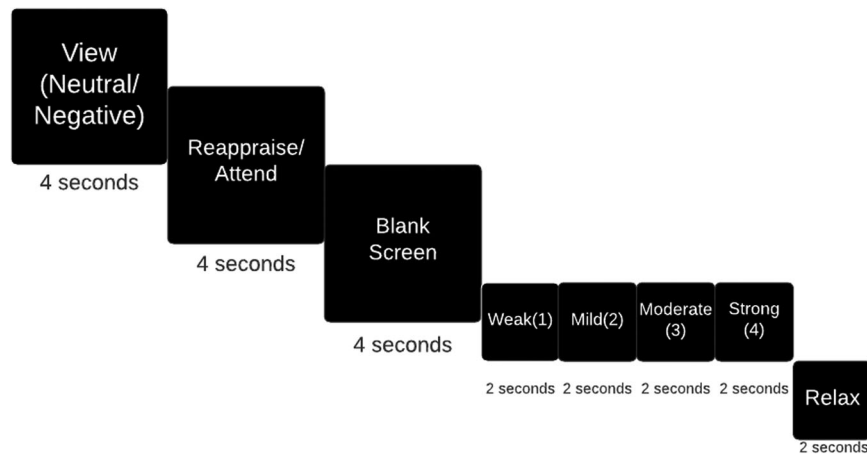 View
(Neutral/
Negative)
4 seconds
Reappraise/
Attend
4 seconds
Blank
Screen
4 seconds
Weak(1)
2 seconds
Mild(2)
2 seconds
Moderate
(3)
2 seconds
Strong
(4)
2 seconds
Relax
2 seconds